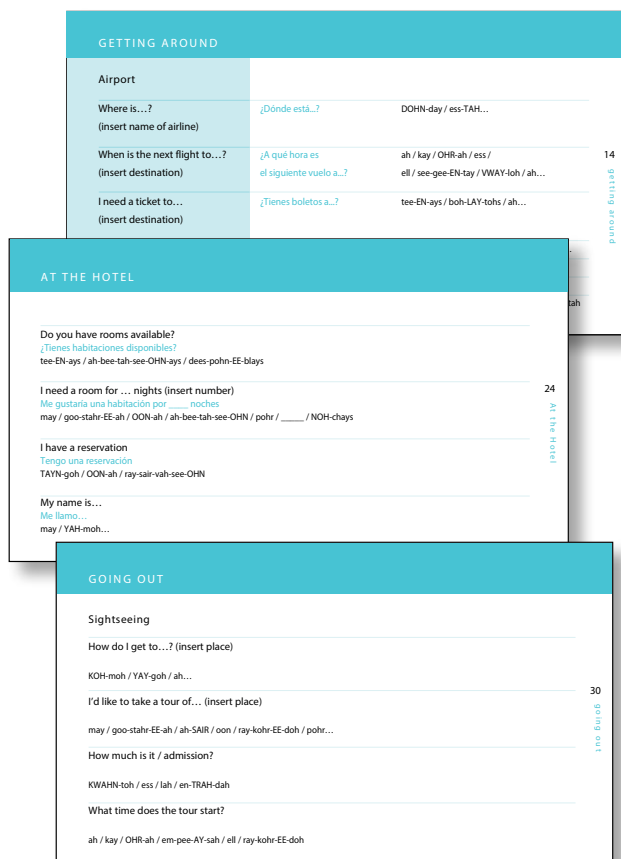 GETTING AROUND
Airport
Where is…? ¿Dónde está...? DOHN-day / ess-TAH…
(insert name of airline)
When is the next flight to…? ¿A qué hora es ah / kay / OHR-ah / ess /
(insert destination) el siguiente vuelo a...? ell / see-gee-EN-tay / VWAY-loh / ah…
I need a ticket to… ¿Tienes boletos a...? tee-EN-ays / boh-LAY-tohs / ah…
(insert destination)
14
getting around
tah
AT THE HOTEL
Do you have rooms available?
¿Tienes habitaciones disponibles?
tee-EN-ays / ah-bee-tah-see-OHN-ays / dees-pohn-EE-blays
I need a room for … nights (insert number)
Me gustaría una habitación por ____ noches
may / goo-stahr-EE-ah / OON-ah / ah-bee-tah-see-OHN / pohr / _____ / NOH-chays
I have a reservation
Tengo una reservación
TAYN-goh / OON-ah / ray-sair-vah-see-OHN
My name is…
Me llamo…
may / YAH-moh…
24
At the Hotel
GOING OUT
Sightseeing
How do I get to…? (insert place)
KOH-moh / YAY-goh / ah…
I’d like to take a tour of… (insert place)
may / goo-stahr-EE-ah / ah-SAIR / oon / ray-kohr-EE-doh / pohr…
How much is it / admission?
KWAHN-toh / ess / lah / en-TRAH-dah
What time does the tour start?
ah / kay / OHR-ah / em-pee-AY-sah / ell / ray-kohr-EE-doh
30
going out